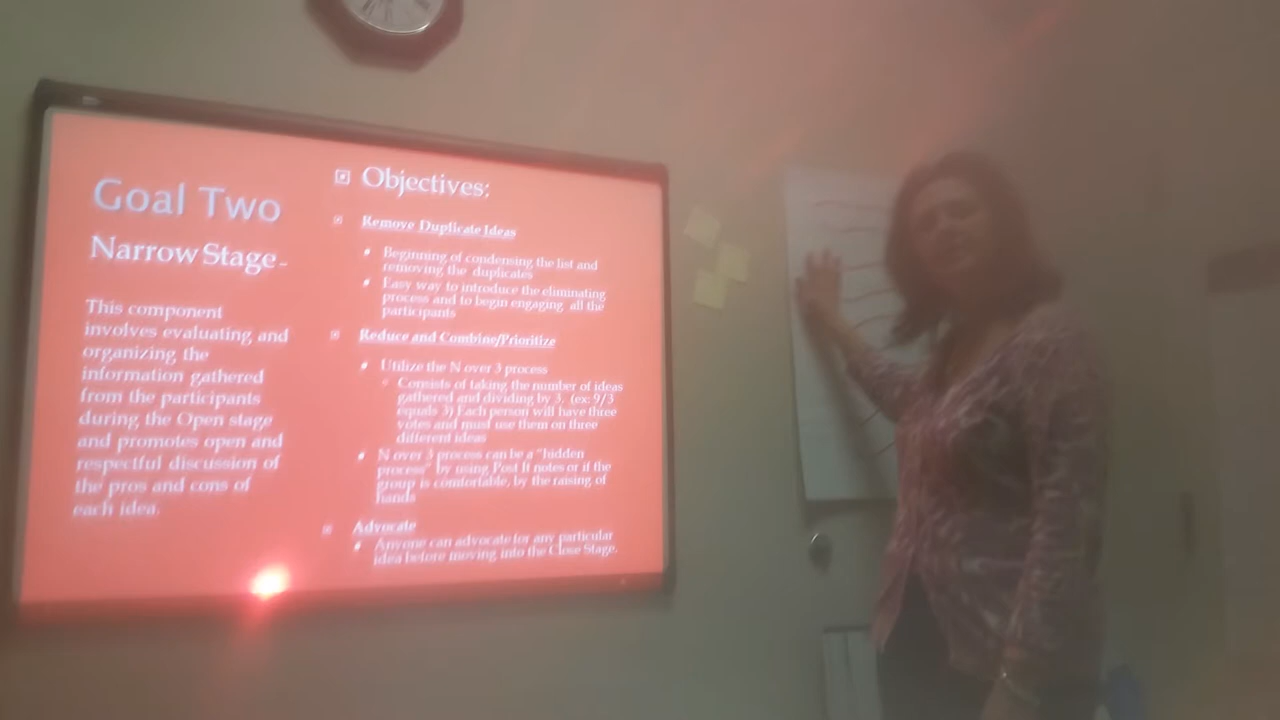 Goal Two
Narrow Stage-
This component
involves evaluating and
organizing the
information gathered
from the participants
during the Open stage
and promotes open and
respectful discussion of
the pros and cons of
each idea.
Objectives:
Remove Duplicate Ideas
Beginning of condensing the list and
removing the duplicates
Easy way to introduce the eliminating
process and to begin engaging all the
participants
Reduce and Combine/Prioritize
Utilize the N over 3 process
Consists of taking the number of ideas
gathered and dividing by 3. (ex: 9/3
equals 3) Each person will have three
votes and must use them on three
different ideas
N over 3 process can be a "hidden
process" by using Post It notes or if the
group is comfortable, by the raising of
hands
Advocate
Anyone can advocate for any particular
idea before moving into the Close Stage.